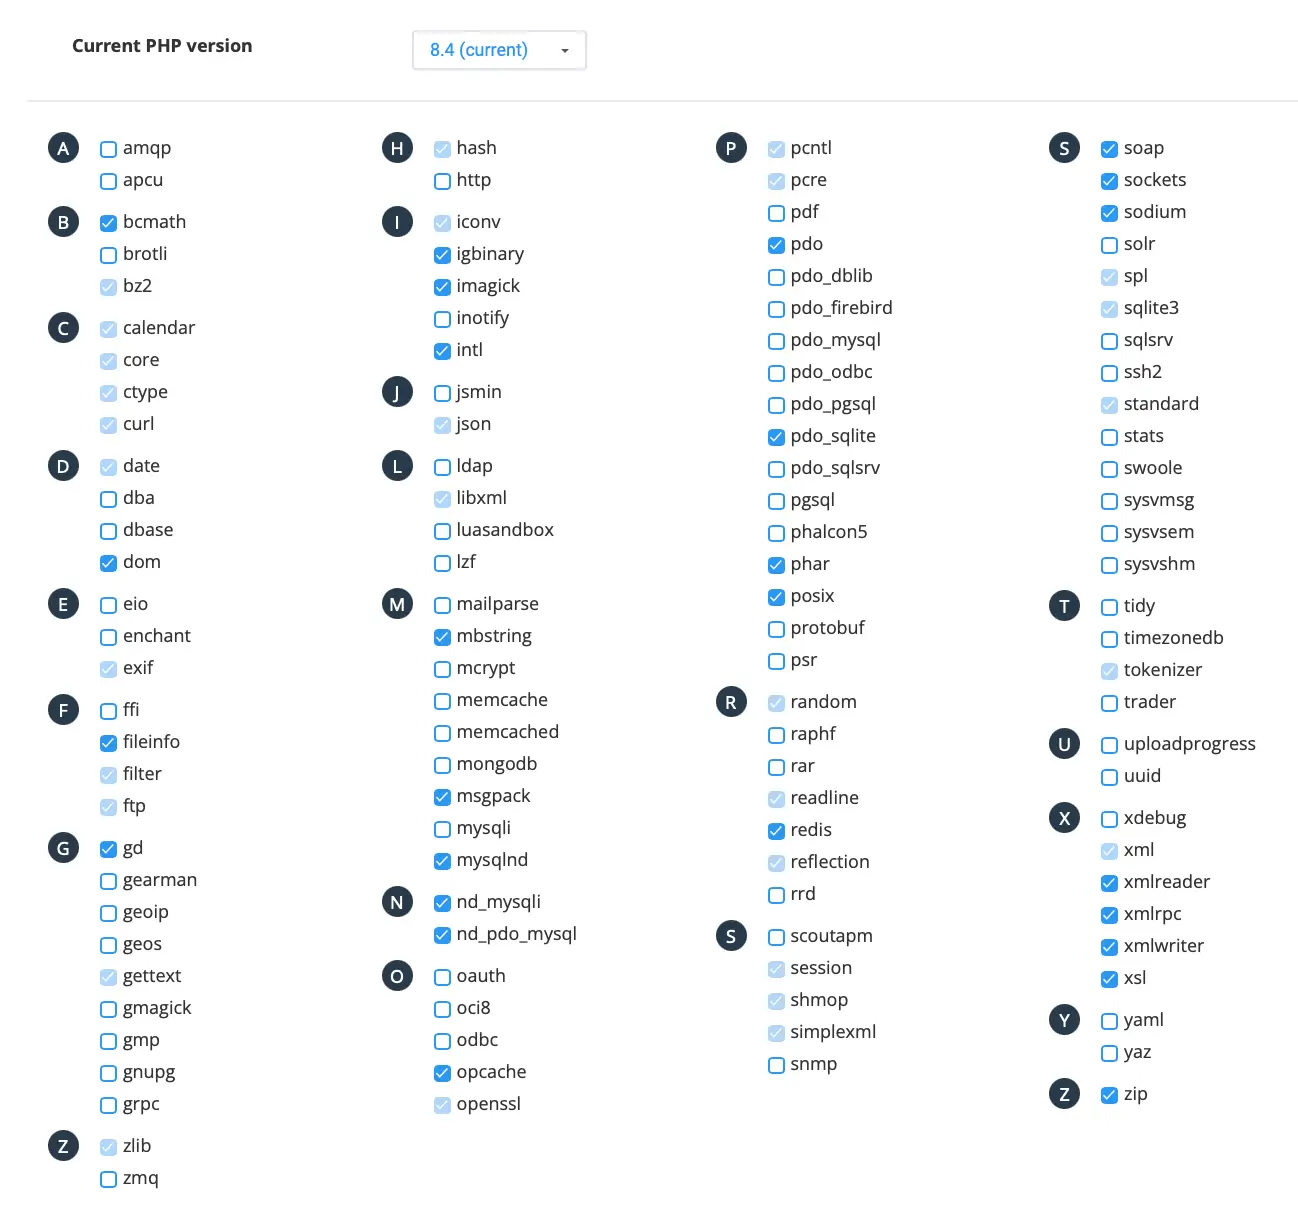 Current PHP version
8.4 (current)
A
amqp
apcu
B
bcmath
brotli
bz2
C
calendar
core
ctype
curl
D
date
dba
dbase
dom
E
eio
enchant
exif
F
ffi
fileinfo
filter
ftp
G
gd
gearman
geoip
geos
gettext
gmagick
gmp
gnupg
grpc
Z
zlib
zmq
H
hash
http
I
iconv
igbinary
imagick
inotify
intl
J
jsmin
json
L
ldap
libxml
luasandbox
lzf
M
mailparse
mbstring
mcrypt
memcache
memcached
mongodb
msgpack
mysqli
mysqlnd
N
nd_mysqli
nd_pdo_mysql
O
oauth
oci8
odbc
opcache
openssl
P
pcntl
pcre
pdf
pdo
pdo_dblib
pdo_firebird
pdo_mysql
pdo_odbc
pdo_pgsql
pdo_sqlite
pdo_sqlsrv
pgsql
phalcon5
phar
posix
protobuf
psr
R
random
raphf
rar
readline
redis
reflection
rrd
S
scoutapm
session
shmop
simplexml
snmp
S
soap
sockets
sodium
solr
spl
sqlite3
sqlsrv
ssh2
standard
stats
swoole
sysvmsg
sysvsem
sysvshm
T
tidy
timezonedb
tokenizer
trader
U
uploadprogress
uuid
X
xdebug
xml
xmlreader
xmlrpc
xmlwriter
xsl
Y
yaml
yaz
Z
zip